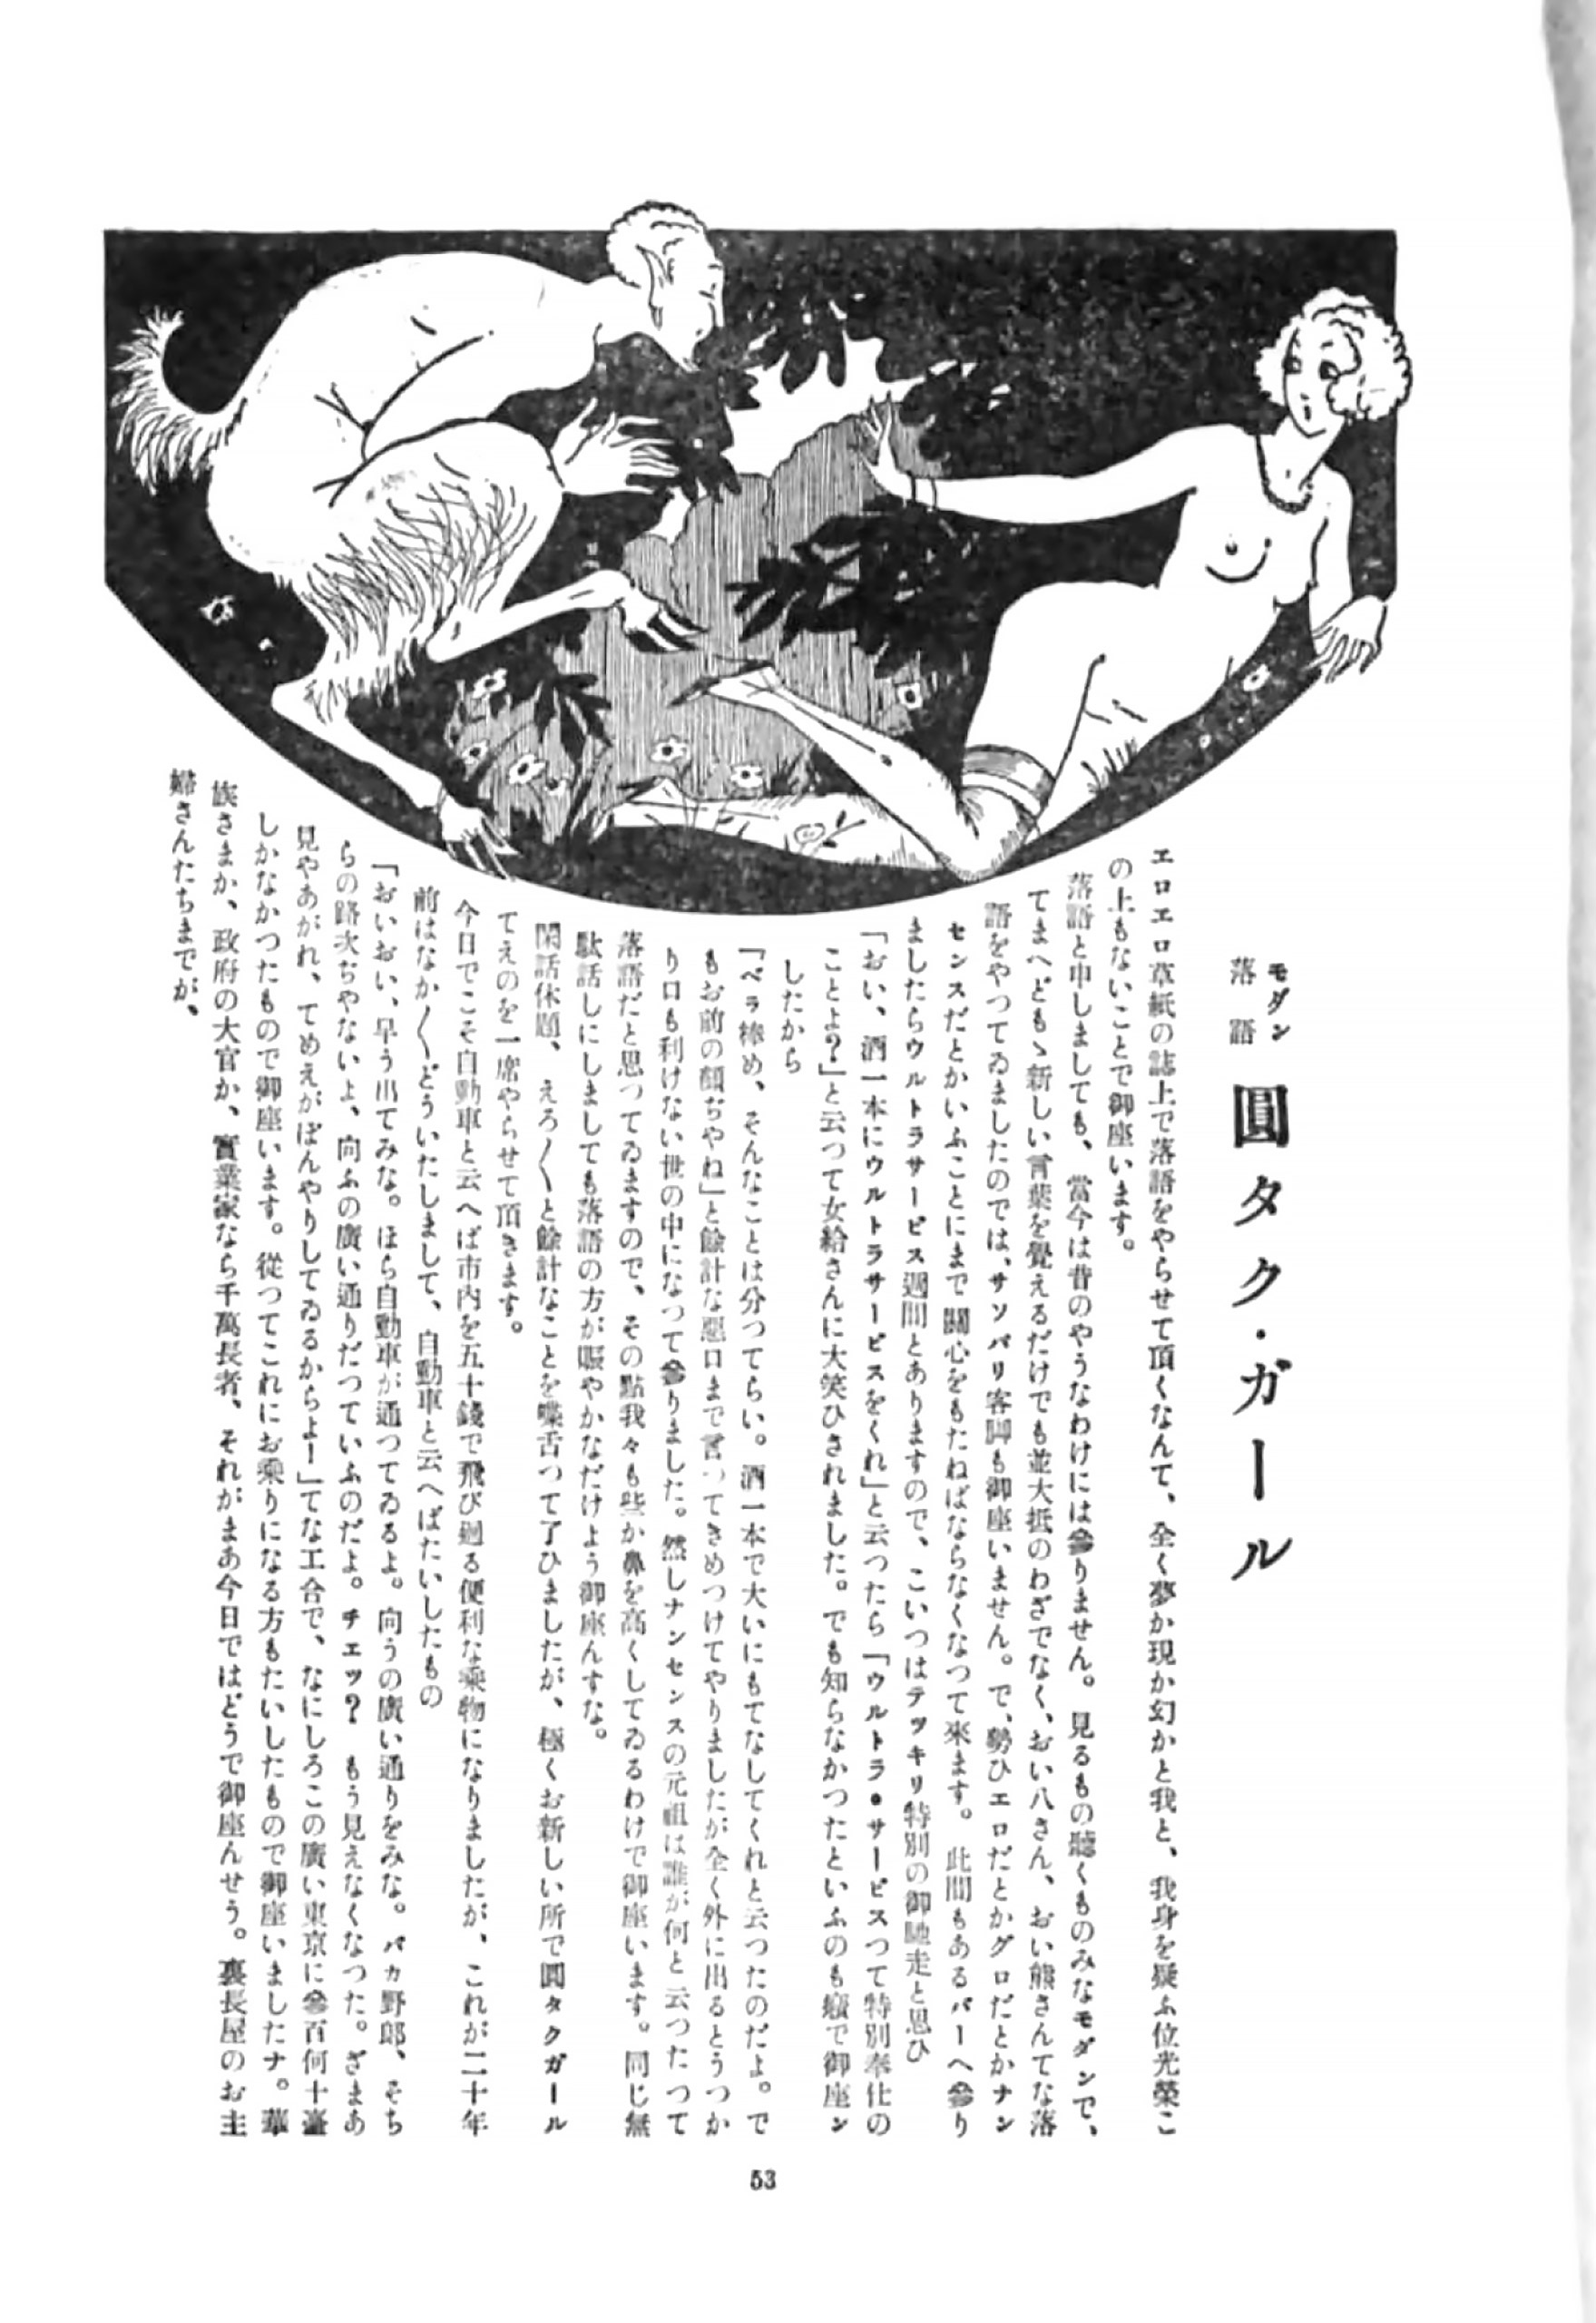 モダン
落語
圓タク・ガール
エロエロ草紙の誌上で落語をやらせて頂くなんて、全く夢か現か幻かと我と、我身を疑ふ位光榮こ
の上もないことで御座います。
落語と申しましても、當今は昔のやうなわけには參りません。見るもの聽くものみなモダンで、
てまへどもゝ新しい言葉を覺えるだけでも並大抵のわざでなく、おい八さん、おい熊さんてな落
語をやつてゐましたのでは、サツパリ客脚も御座いません。で、勢ひエロだとかグロだとかナン
センスだとかいふことにまで關心をもたねばならなくなつて來ます。此間もあるバーへ參り
ましたらウルトラサービス週間とありますので、こいつはテツキリ特別の御馳走と思ひ
「おい、酒一本にウルトラサービスをくれ」と云つたら「ウルトラ・サービスつて特別奉仕の
ことよ？」と云つて女給さんに大笑ひされました。でも知らなかつたといふのも癪で御座ン
したから
「ベラ棒め、そんなことは分つてらい。酒一本で大いにもてなしてくれと云つたのだよ。で
もお前の顏ぢやね」と餘計な惡口まで言つてきめつけてやりましたが全く外に出るとうつか
り口も利けない世の中になつて參りました。然しナンセンスの元祖は誰が何と云つたつて
落語だと思つてゐますので、その點我々も些か鼻を高くしてゐるわけで御座います。同じ無
駄話しにしましても落語の方が賑やかなだけよう御座んすな。
閑話休題、えろ〳〵と餘計なことを喋舌つて了ひましたが、極くお新しい所で圓タクガール
てえのを一席やらせて頂きます。
今日でこそ自動車と云へば市内を五十錢で飛び廻る便利な乘物になりましたが、これが二十年
前はなか〳〵どういたしまして、自動車と云へばたいしたもの
「おいおい、早う出てみな。ほら自動車が通つてゐるよ。向うの廣い通りをみな。バカ野郎、そち
らの路次ぢやないよ、向ふの廣い通りだつていふのだよ。チエツ？　もう見えなくなつた。ざまあ
見やあがれ、てめえがぼんやりしてゐるからよー」てな工合で、なにしろこの廣い東京に參百何十臺
しかなかつたもので御座います。從つてこれにお乘りになる方もたいしたもので御座いましたナ。華
族さまか、政府の大官か、實業家なら千萬長者、それがまあ今日ではどうで御座んせう。裏長屋のお主
婦さんたちまでが、
53